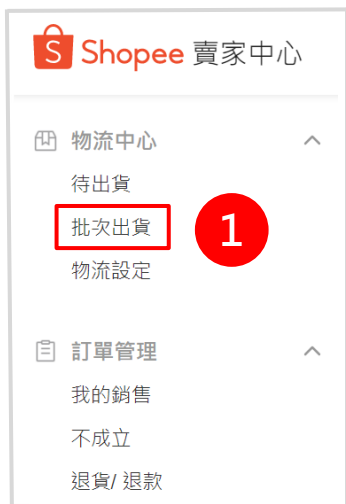 Shopee 賣家中心
物流中心
待出貨
批次出貨
1
物流設定
訂單管理
我的銷售
不成立
退貨/ 退款